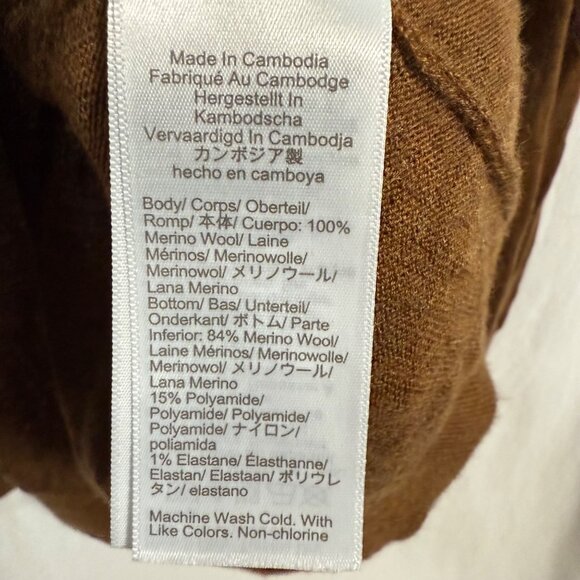 Made In Cambodia
Fabriqué Au Cambodge
Hergestellt In
Kambodscha
Vervaardigd In Cambodja
カンボジア製
hecho en camboya
Body/ Corps/ Oberteil/
Romp/ 本体/ Cuerpo: 100%
Merino Wool/ Laine
Mérinos/ Merinowolle/
Merinowol/ メリノウール/
Lana Merino
Bottom/ Bas/ Unterteil/
Onderkant/ ボトム/ Parte
Inferior: 84% Merino Wool/
Laine Mérinos/ Merinowolle/
Merinowol/ メリノウール/
Lana Merino
15% Polyamide/
Polyamide/ Polyamide/
Polyamide/ ナイロン/
poliamida
1% Elastane/ Élasthanne/
Elastan/ Elastaan/ ポリウレ
タン/ elastano
Machine Wash Cold. With
Like Colors. Non-chlorine